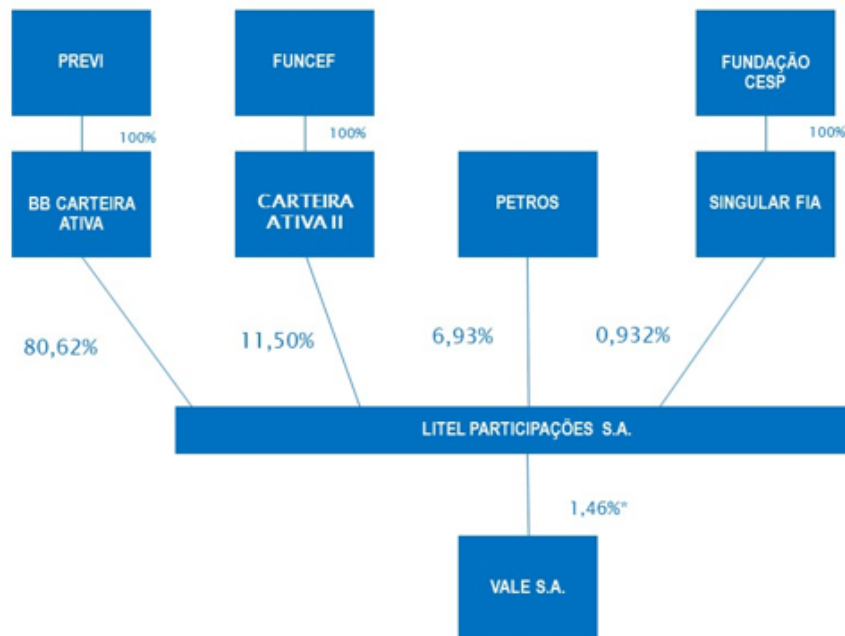 PREVI
FUNCEF
FUNDAÇÃO
CESP
100%
100%
100%
BB CARTEIRA
ATIVA
CARTEIRA
ATIVA II
PETROS
SINGULAR FIA
80,62%
11,50%
6,93%
0,932%
LITEL PARTICIPAÇÕES S.A.
1,46%*
VALE S.A.